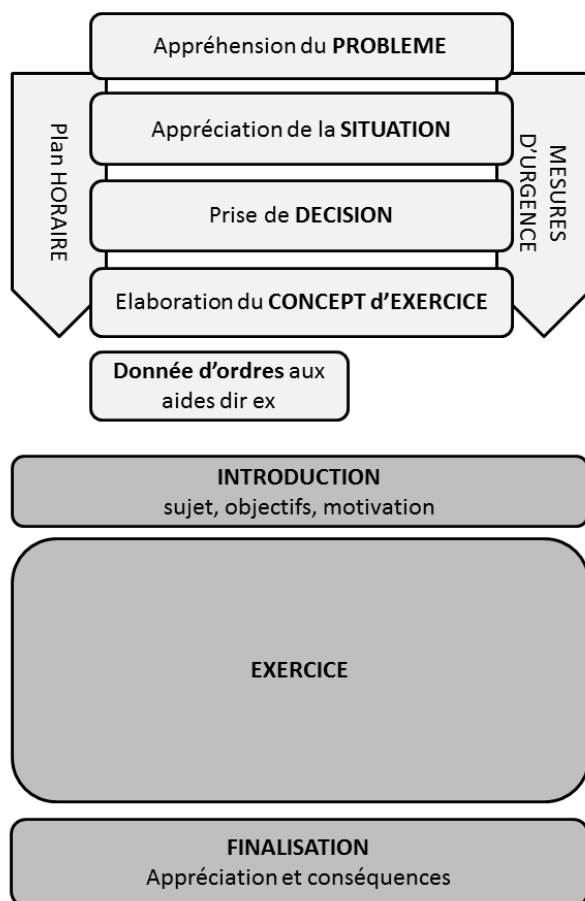 Appréhension du PROBLEME
Appréciation de la SITUATION
Prise de DECISION
Elaboration du CONCEPT d’EXERCICE
Plan HORAIRE
MESURES
D’URGENCE
Donnée d’ordres aux
aides dir ex
INTRODUCTION
sujet, objectifs, motivation
EXERCICE
FINALISATION
Appréciation et conséquences